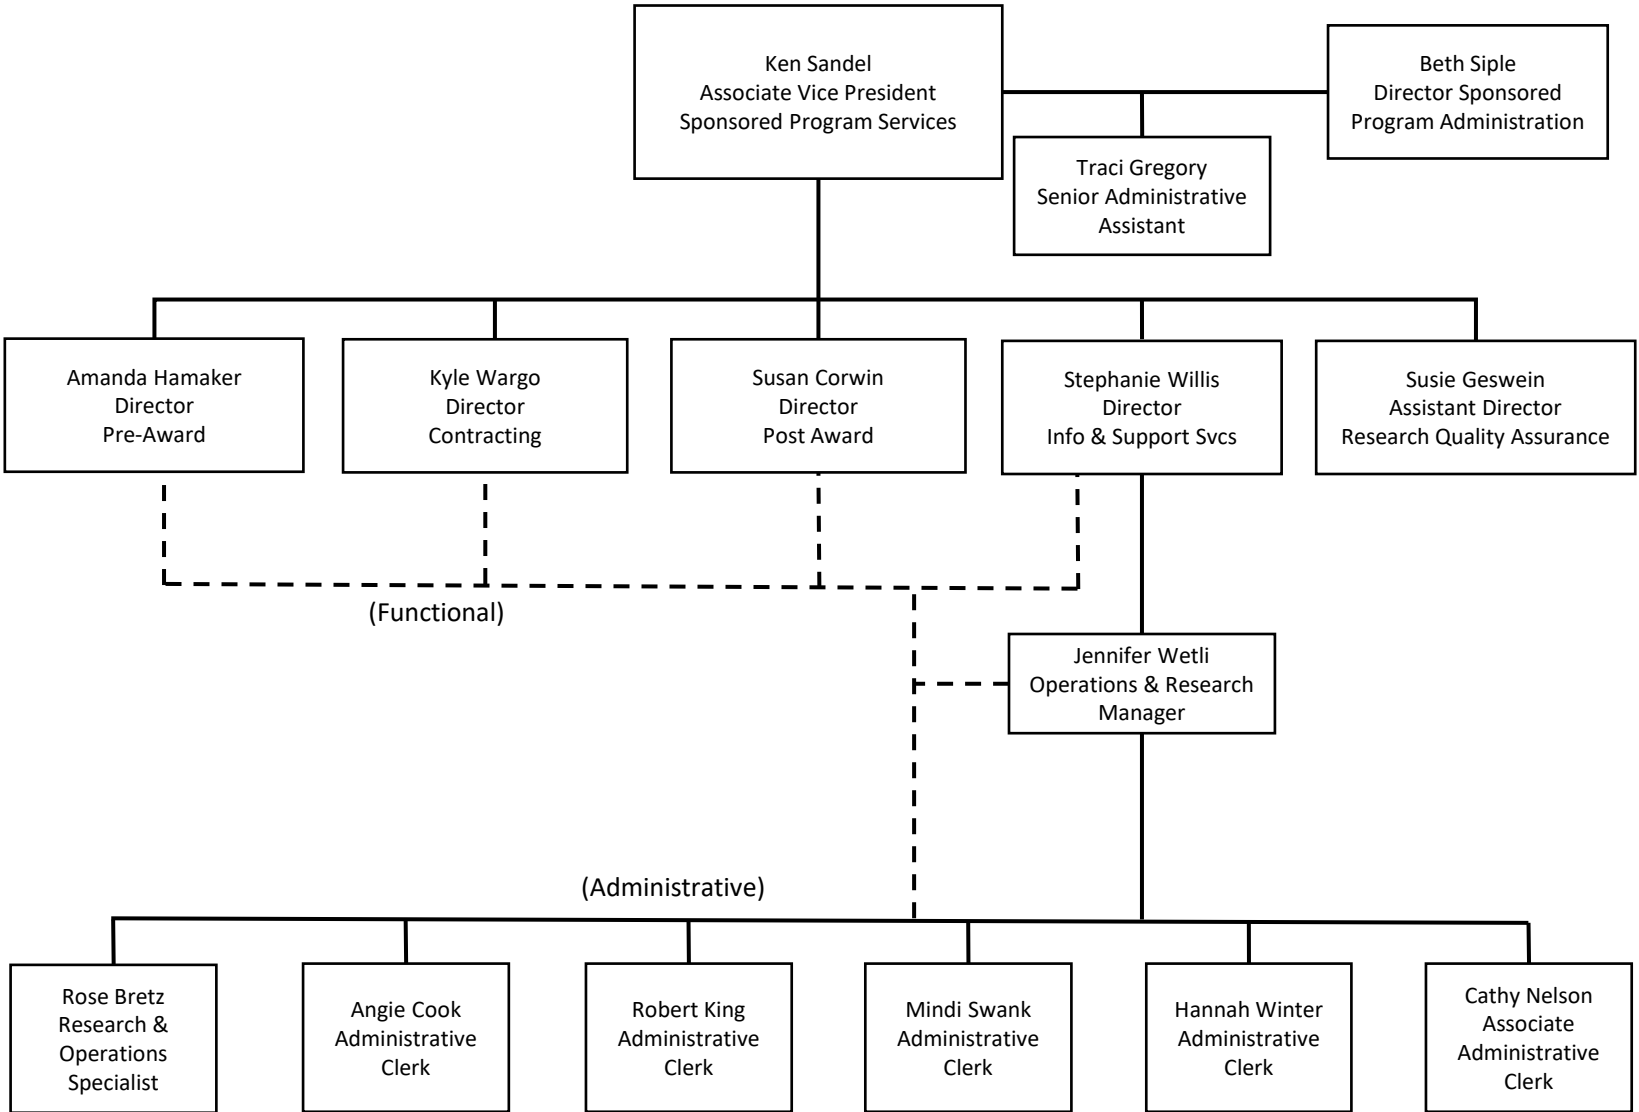 Ken Sandel
Associate Vice President
Sponsored Program Services
Beth Siple
Director Sponsored
Program Administration
Traci Gregory
Senior Administrative
Assistant
Amanda Hamaker
Director
Pre-Award
Kyle Wargo
Director
Contracting
Susan Corwin
Director
Post Award
Stephanie Willis
Director
Info & Support Svcs
Susie Geswein
Assistant Director
Research Quality Assurance
(Functional)
Jennifer Wetli
Operations & Research
Manager
(Administrative)
Rose Bretz
Research &
Operations
Specialist
Angie Cook
Administrative
Clerk
Robert King
Administrative
Clerk
Mindi Swank
Administrative
Clerk
Hannah Winter
Administrative
Clerk
Cathy Nelson
Associate
Administrative
Clerk